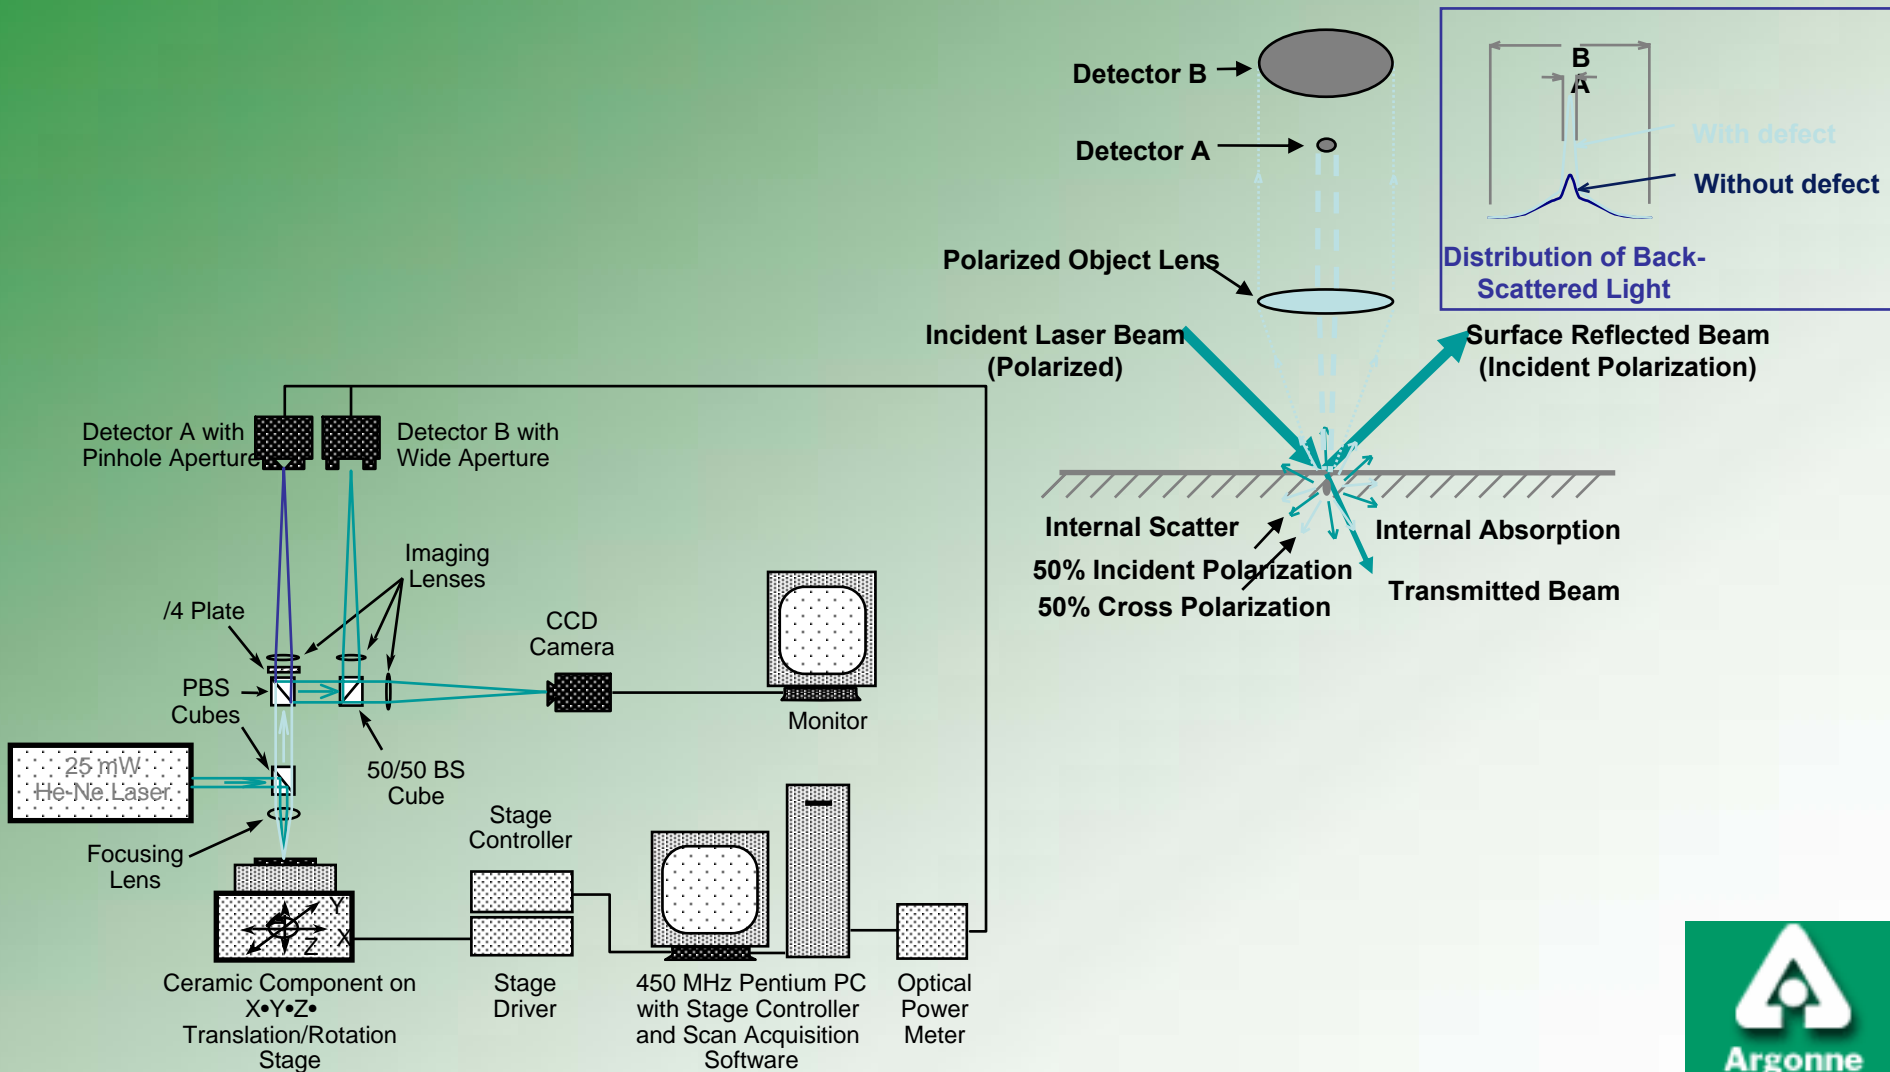 Detector B
Detector A
Polarized Object Lens
Incident Laser Beam
(Polarized)
Surface Reflected Beam
(Incident Polarization)
Internal Scatter
Internal Absorption
50% Incident Polarization
50% Cross Polarization
Transmitted Beam
B
A
With defect
Without defect
Distribution of Back-
Scattered Light
Detector A with
Pinhole Aperture
Detector B with
Wide Aperture
Imaging
Lenses
/4 Plate
PBS
Cubes
CCD
Camera
Monitor
50/50 BS
Cube
25 mW
He-Ne Laser
Focusing
Lens
Y
X
Z
Stage
Controller
Ceramic Component on
X•Y•Z•
Translation/Rotation
Stage
Stage
Driver
450 MHz Pentium PC
with Stage Controller
and Scan Acquisition
Software
Optical
Power
Meter
Argonne